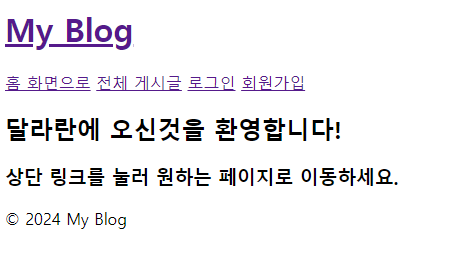 My Blog
홈 화면으로 전체 게시글 로그인 회원가입
달라란에 오신것을 환영합니다!
상단 링크를 눌러 원하는 페이지로 이동하세요.
© 2024 My Blog